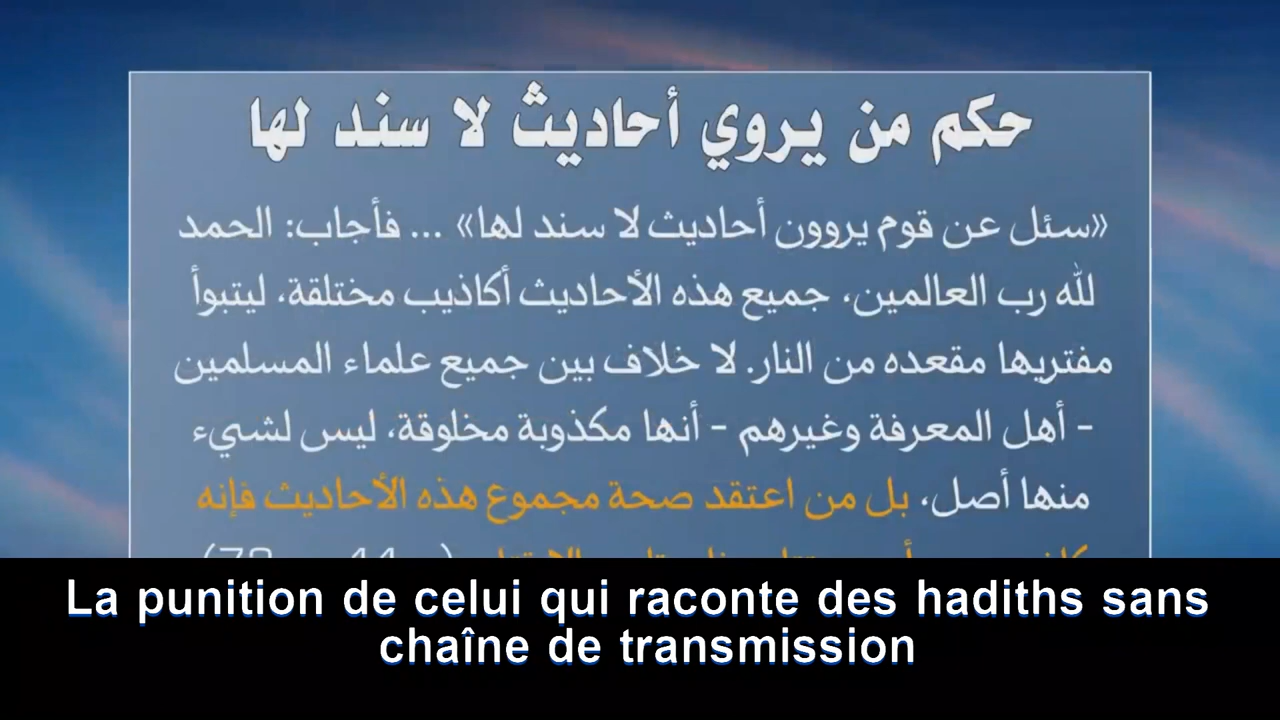 حكم من يروي أحاديث لا سند لها
«سئل عن قوم يروون أحاديث لا سند لها» ... فأجاب: الحمد
لله رب العالمين، جميع هذه الأحاديث أكاذيب مختلقة، ليتبوأ
مفتريها مقعده من النار. لا خلاف بين جميع علماء المسلمين
- أهل المعرفة وغيرهم - أنها مكذوبة مخلوقة، ليس لشيء
منها أصل، بل من اعتقد صحة مجموع هذه الأحاديث فإنه
La punition de celui qui raconte des hadiths sans
chaîne de transmission